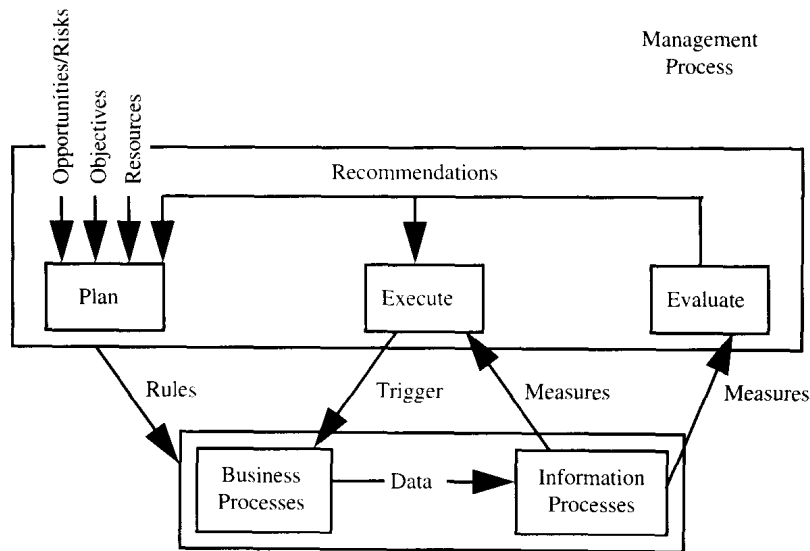 Management
Process
Opportunities/Risks
Objectives
Resources
Recommendations
Plan
Execute
Evaluate
Rules
Trigger
Measures
Measures
Business
Processes
Data
Information
Processes